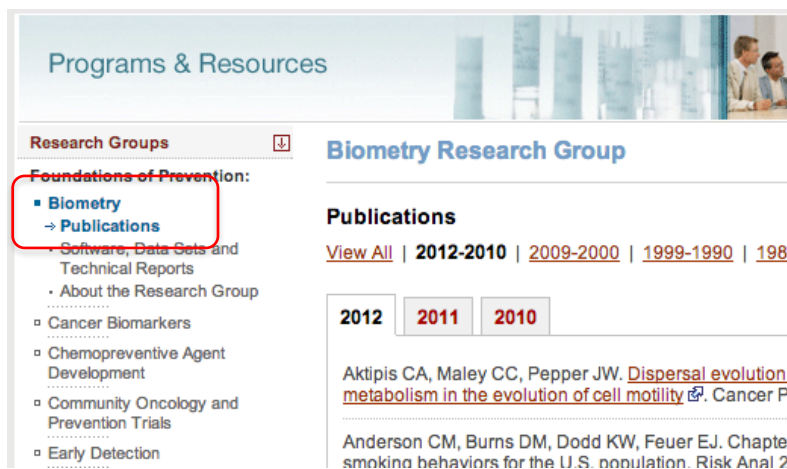 Programs & Resources
Research Groups
Foundations of Prevention:
Biometry
Publications
Software, Data Sets and
Technical Reports
About the Research Group
Cancer Biomarkers
Chemopreventive Agent
Development
Community Oncology and
Prevention Trials
Early Detection
Biometry Research Group
Publications
View All | 2012-2010 | 2009-2000 | 1999-1990 | 198
2012 2011 2010
Aktipis CA, Maley CC, Pepper JW. Dispersal evolution
metabolism in the evolution of cell motility. Cancer P
Anderson CM, Burns DM, Dodd KW, Feuer EJ. Chapte
smoking behaviors for the U.S. population. Risk Anal 2